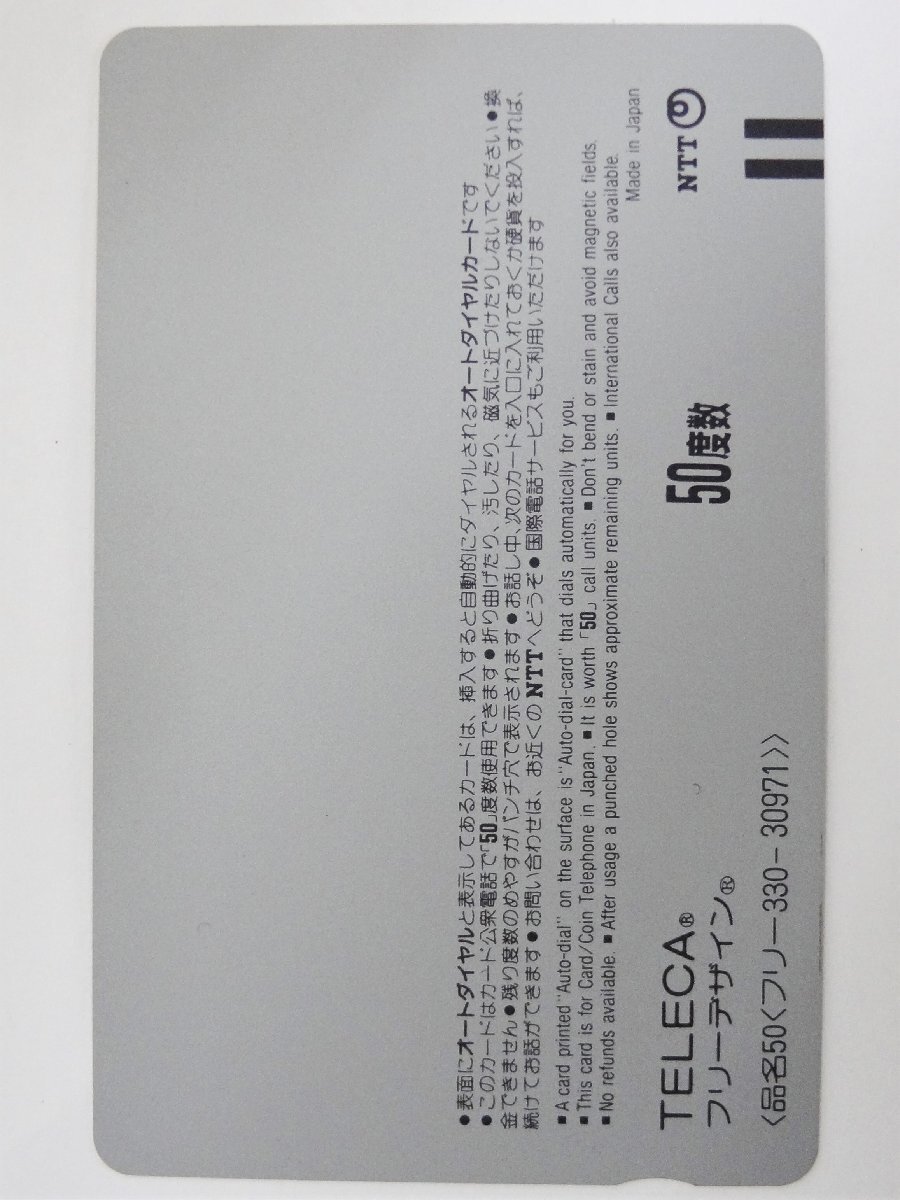 ●表面にオートダイヤルと表示してあるカードは、挿入すると自動的にダイヤルされるオートダイヤルカードです
●このカードはカード公衆電話で「50」度数使用できます●折り曲げたり、汚したり、磁気に近づけたりしないでください●換
金できません●残り度数のめやすがパンチ穴で表示されます●お話し中、次のカードを入口に入れておくか硬貨を投入すれば、
続けてお話ができます●お問い合わせは、お近くのNTTへどうぞ●国際電話サービスもご利用いただけます
■A card printed "Auto-dial" on the surface is "Auto-dial-card" that dials automatically for you.
■This card is for Card/Coin Telephone in Japan. ■It is worth「50」call units. ■Don't bend or stain and avoid magnetic fields.
■No refunds available. ■After usage a punched hole shows approximate remaining units. ■International Calls also available.
Made in Japan
TELECA®
フリーデザイン®
50度数
NTT
〈品名50〈フリー330−30971〉〉